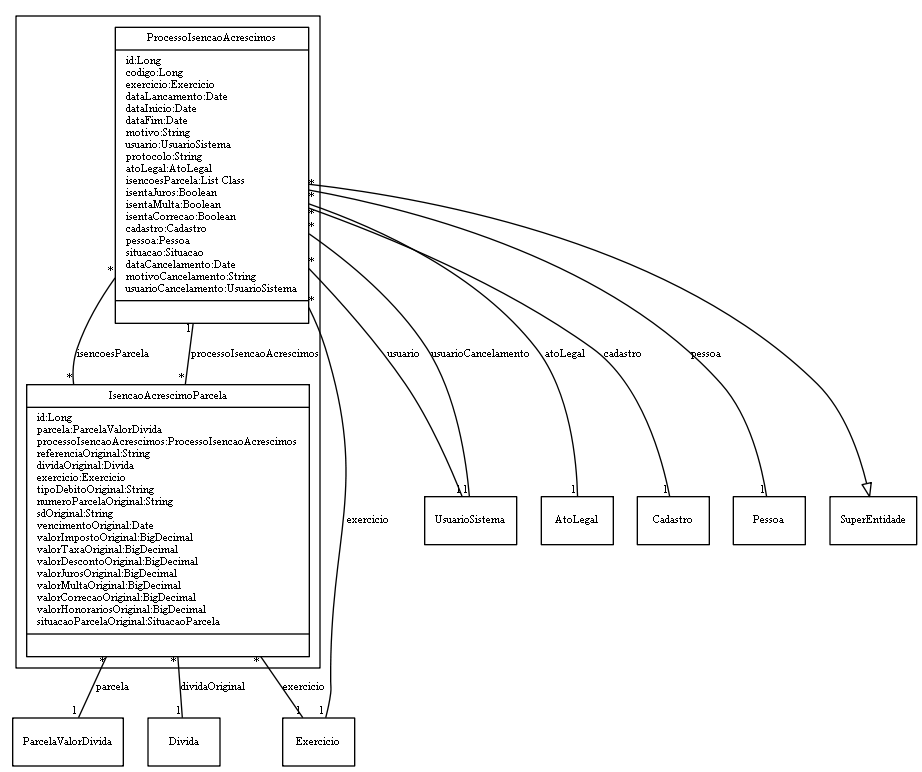 ProcessoIsencaoAcrescimos
id:Long
codigo:Long
exercicio:Exercicio
dataLancamento:Date
dataInicio:Date
dataFim:Date
motivo:String
usuario:UsuarioSistema
protocolo:String
atoLegal:AtoLegal
isencoesParcela:List Class
isentaJuros:Boolean
isentaMulta:Boolean
isentaCorrecao:Boolean
cadastro:Cadastro
pessoa:Pessoa
situacao:Situacao
dataCancelamento:Date
motivoCancelamento:String
usuarioCancelamento:UsuarioSistema
*
*
*
*
*
*
*
1
isencoesParcela
processoIsencaoAcrescimos
usuario
usuarioCancelamento
atoLegal
cadastro
pessoa
*
*
IsencaoAcrescimoParcela
id:Long
parcela:ParcelaValorDivida
processoIsencaoAcrescimos:ProcessoIsencaoAcrescimos
referenciaOriginal:String
dividaOriginal:Divida
exercicio:Exercicio
tipoDebitoOriginal:String
numeroParcelaOriginal:String
sdOriginal:String
vencimentoOriginal:Date
valorImpostoOriginal:BigDecimal
valorTaxaOriginal:BigDecimal
valorDescontoOriginal:BigDecimal
valorJurosOriginal:BigDecimal
valorMultaOriginal:BigDecimal
valorCorrecaoOriginal:BigDecimal
valorHonorariosOriginal:BigDecimal
situacaoParcelaOriginal:SituacaoParcela
exercicio
1
1
1
1
1
UsuarioSistema
AtoLegal
Cadastro
Pessoa
SuperEntidade
*
*
*
parcela
dividaOriginal
exercicio
1
1
1
1
ParcelaValorDivida
Divida
Exercicio